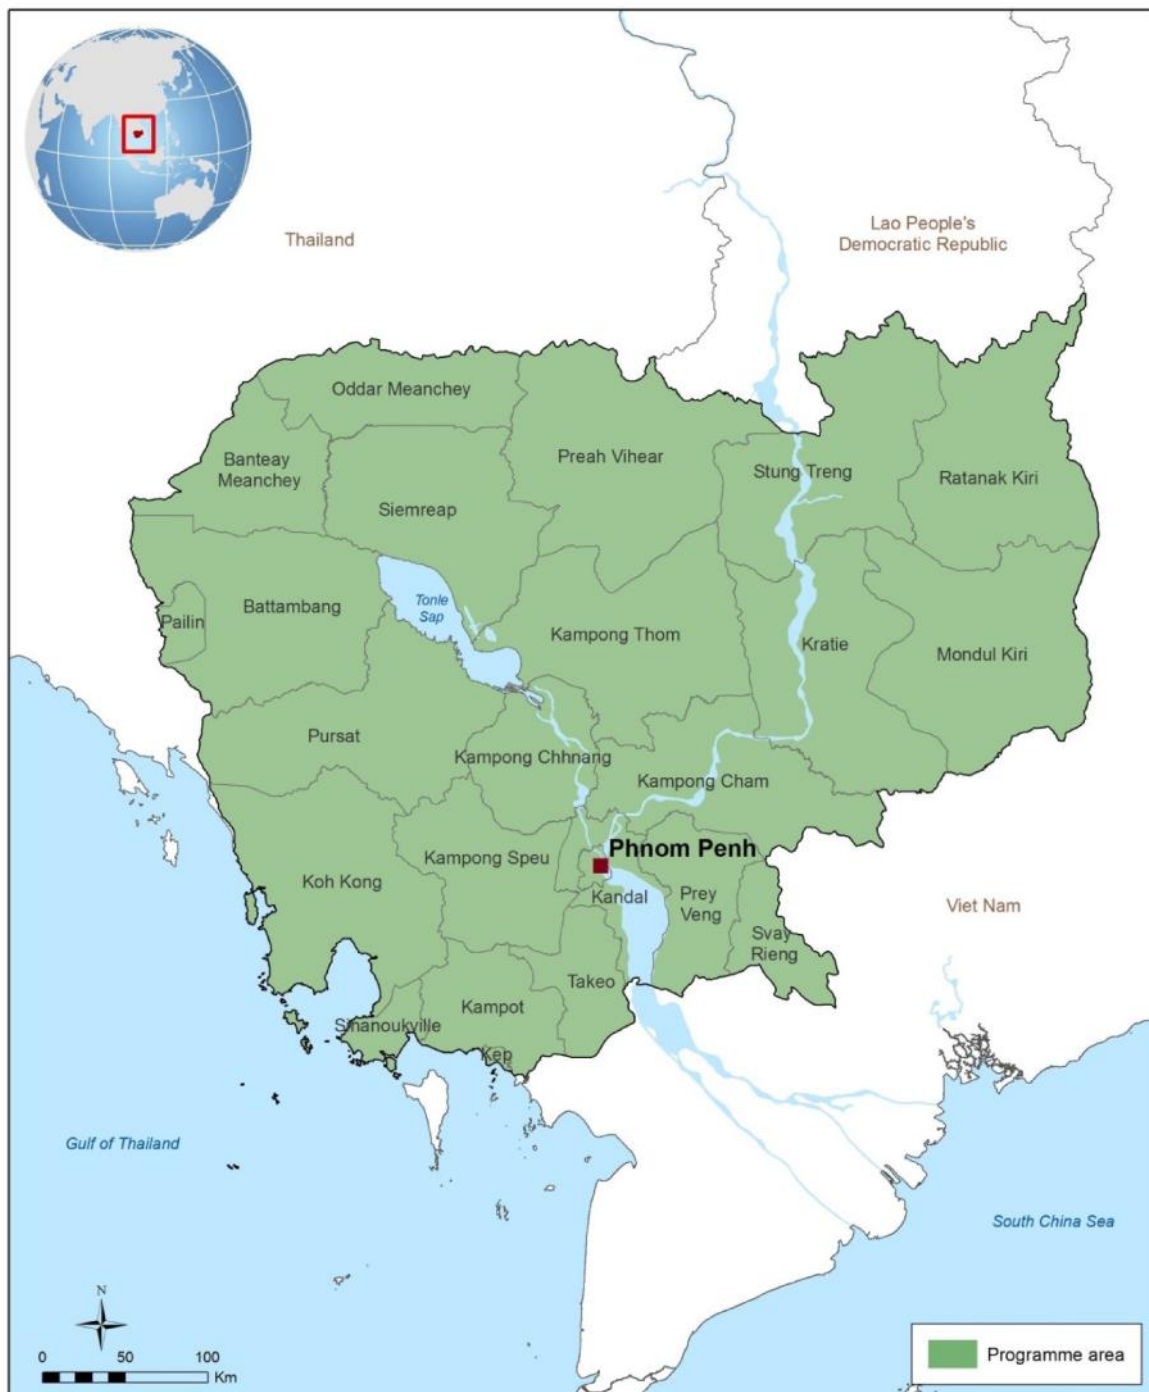 Thailand
Lao People's
Democratic Republic
Oddar Meanchey
Banteay
Meanchey
Preah Vihear
Stung Treng
Ratanak Kiri
Siemreap
Tonle
Sap
Battambang
Pailin
Kampong Thom
Kratie
Mondul Kiri
Pursat
Kampong Chhnang
Kampong Cham
Phnom Penh
Kampong Speu
Koh Kong
Kandal
Prey
Veng
Viet Nam
Svay
Rieng
Takeo
Kampot
Sihanoukville
Kep
Gulf of Thailand
South China Sea
N
0 50 100
Km
Programme area